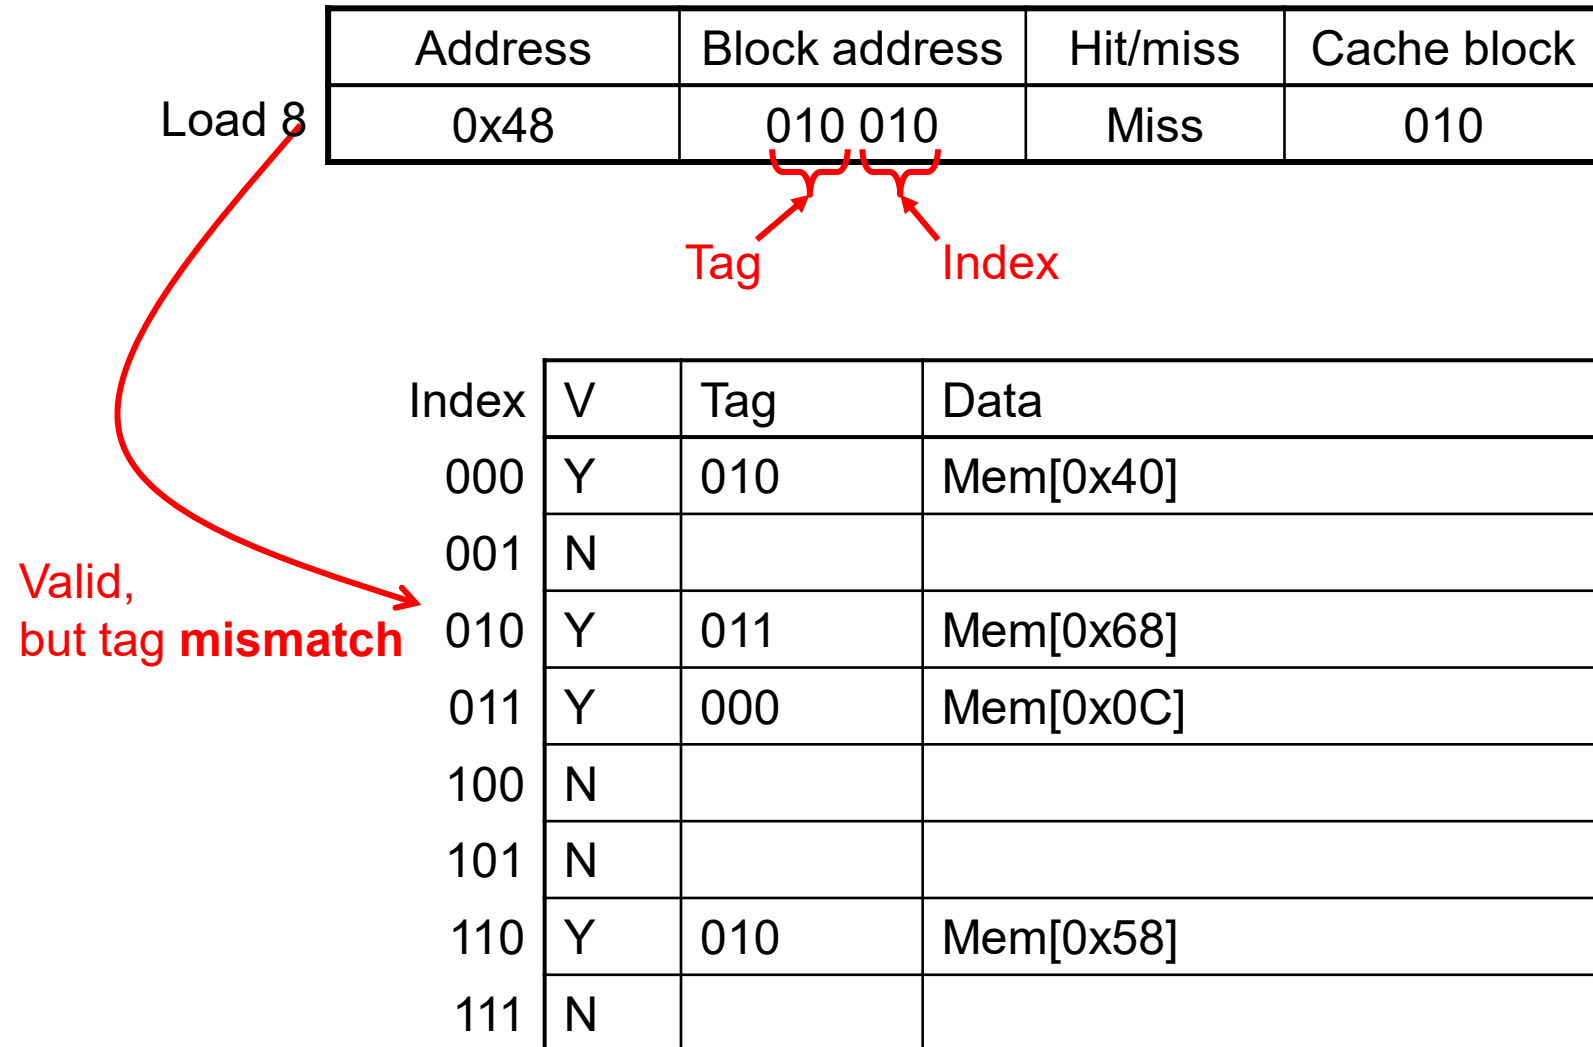 Address Block address Hit/miss Cache block
Load 8 0x48 010 010 Miss 010
Tag Index
Index V Tag Data
000 Y 010 Mem[0x40]
001 N
Valid,
but tag mismatch
010 Y 011 Mem[0x68]
011 Y 000 Mem[0x0C]
100 N
101 N
110 Y 010 Mem[0x58]
111 N